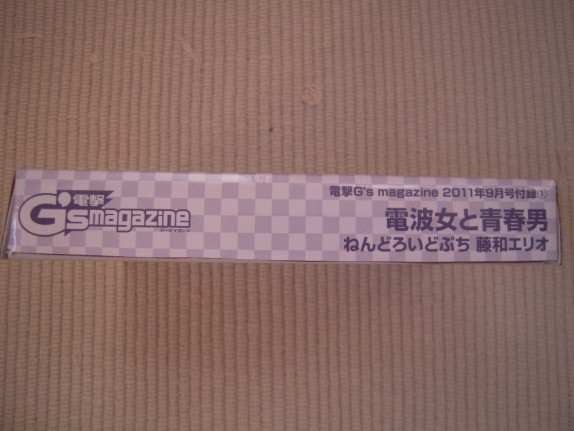 電撃
G's magazine
電撃G's magazine 2011年9月号付録①
電波女と青春男
ねんどろいどぷち 藤和エリオ